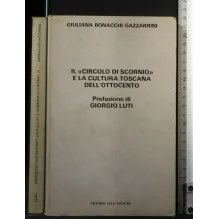 GIULIANA BONACCHI GAZZARRINI
IL «CIRCOLO DI SCORNIO»
E LA CULTURA TOSCANA
DELL'OTTOCENTO
Prefazione di
GIORGIO LUTI